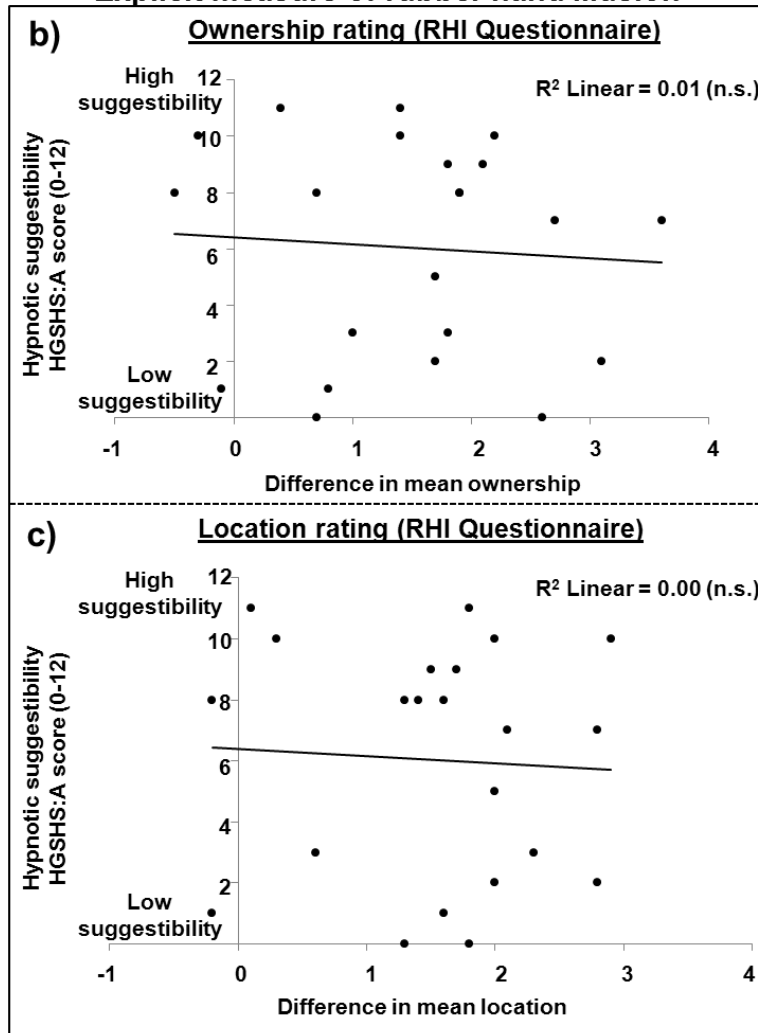 b)
Ownership rating (RHI Questionnaire)
High
suggestibility
R² Linear = 0.01 (n.s.)
Hypnotic suggestibility
HGSHS:A score (0-12)
12
10
8
6
4
2
Low
suggestibility
-1
0
1
2
3
4
Difference in mean ownership
c)
Location rating (RHI Questionnaire)
High
suggestibility
R² Linear = 0.00 (n.s.)
Hypnotic suggestibility
HGSHS:A score (0-12)
12
10
8
6
4
2
Low
suggestibility
-1
0
1
2
3
4
Difference in mean location